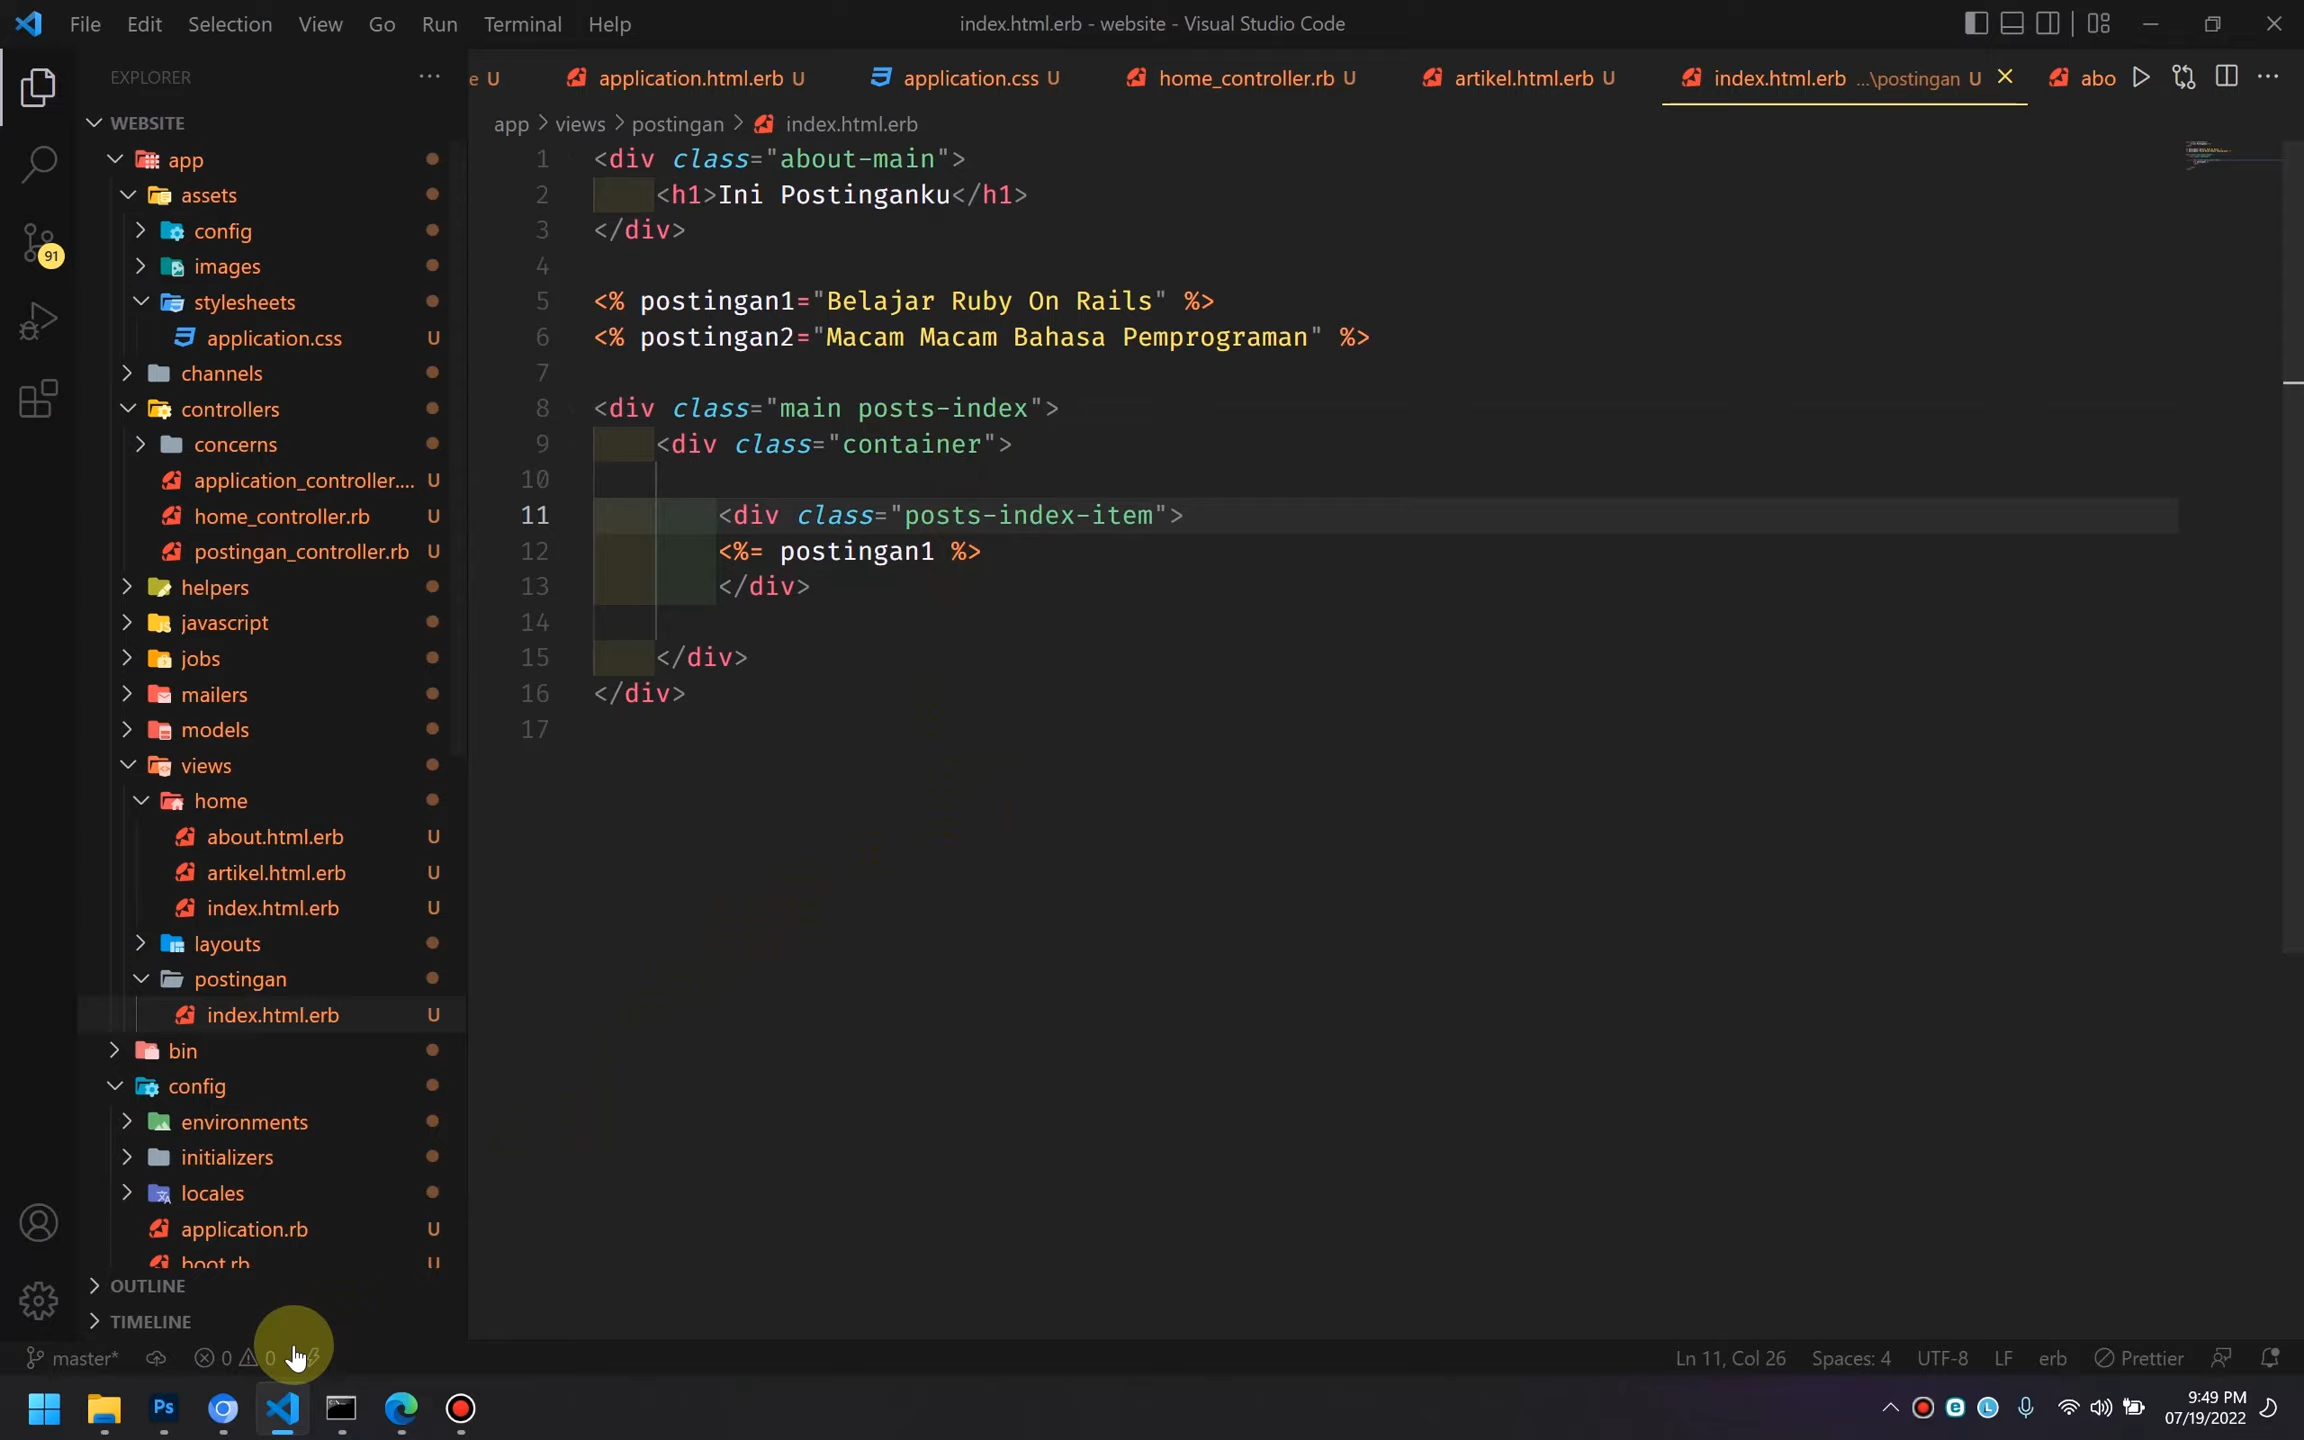 File Edit Selection View Go Run Terminal Help
index.html.erb - website - Visual Studio Code
EXPLORER
e U application.html.erb U application.css U home_controller.rb U artikel.html.erb U index.html.erb ...\postingan U abo
app > views > postingan > index.html.erb
WEBSITE
app
assets
config
images
stylesheets
application.css U
channels
controllers
concerns
application_controller.... U
home_controller.rb U
postingan_controller.rb U
helpers
javascript
jobs
mailers
models
views
home
about.html.erb U
artikel.html.erb U
index.html.erb U
layouts
postingan
index.html.erb U
bin
config
environments
initializers
locales
application.rb U
boot.rb U
OUTLINE
TIMELINE
91
1 <div class="about-main">
2 <h1>Ini Postinganku</h1>
3 </div>
4
5 <% postingan1="Belajar Ruby On Rails" %>
6 <% postingan2="Macam Macam Bahasa Pemprograman" %>
7
8 <div class="main posts-index">
9 <div class="container">
10
11 <div class="posts-index-item">
12 <%= postingan1 %>
13 </div>
14
15 </div>
16 </div>
17
master* 0 0 Ln 11, Col 26 Spaces: 4 UTF-8 LF erb Prettier
Ps
9:49 PM
07/19/2022